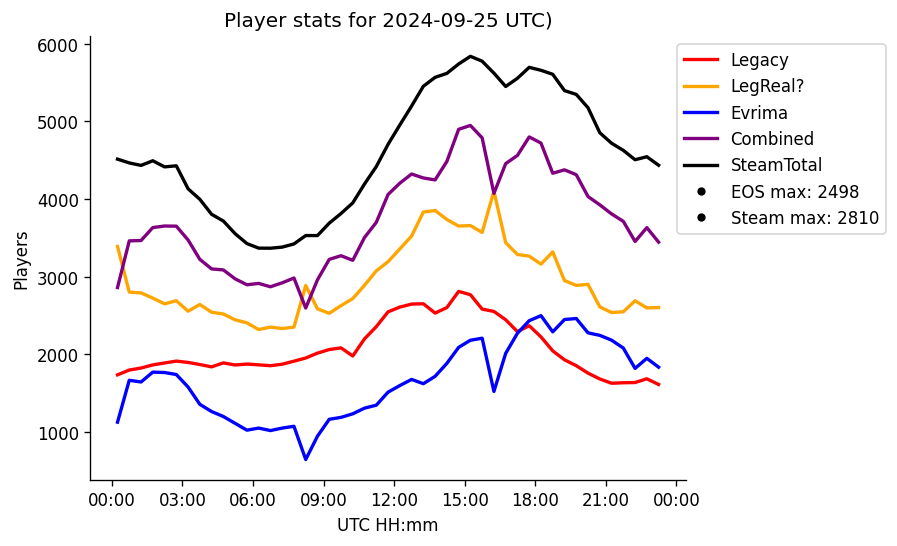 Player stats for 2024-09-25 UTC)
6000
5000
4000
3000
2000
1000
Players
00:00 03:00 06:00 09:00 12:00 15:00 18:00 21:00 00:00
UTC HH:mm
Legacy
LegReal?
Evrima
Combined
SteamTotal
EOS max: 2498
Steam max: 2810